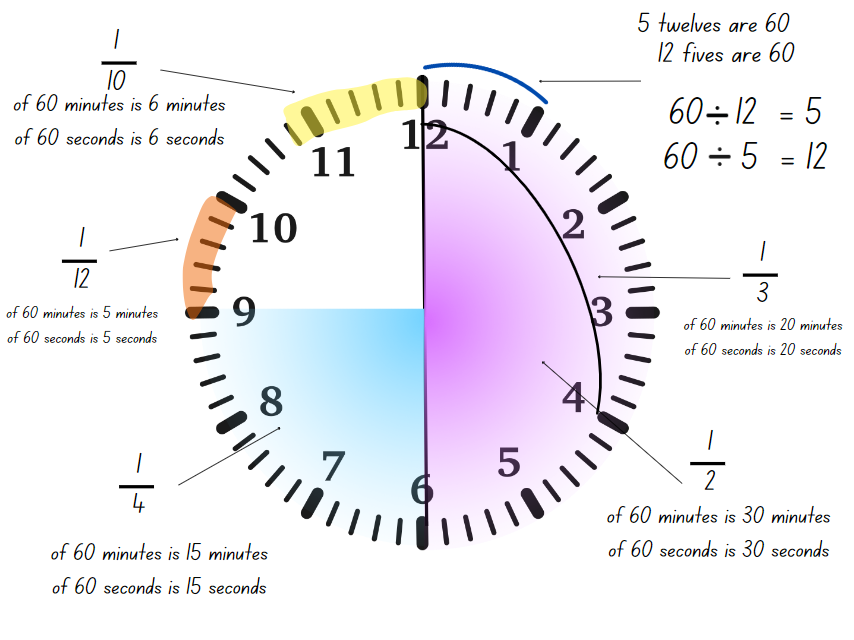 5 twelves are 60
12 fives are 60
60÷12 = 5
60 ÷ 5 = 12
1
10
of 60 minutes is 6 minutes
of 60 seconds is 6 seconds
1
12
of 60 minutes is 5 minutes
of 60 seconds is 5 seconds
1
4
of 60 minutes is 15 minutes
of 60 seconds is 15 seconds
12
1
2
3
4
5
6
7
8
9
10
11
1
3
of 60 minutes is 20 minutes
of 60 seconds is 20 seconds
1
2
of 60 minutes is 30 minutes
of 60 seconds is 30 seconds